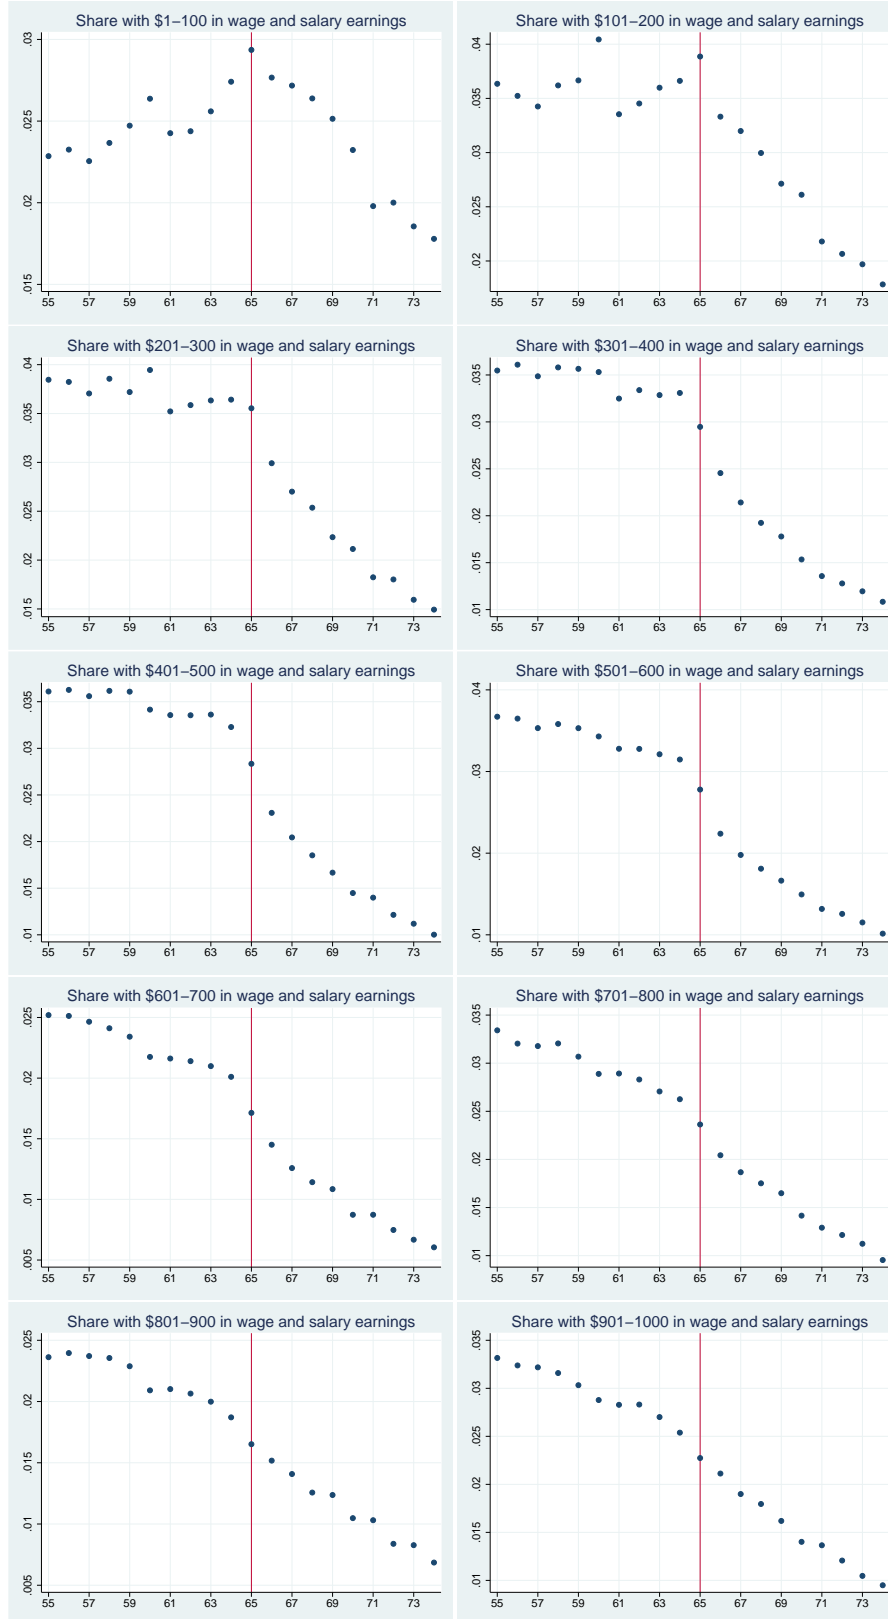 Share with $1–100 in wage and salary earnings
.03
.025
.02
.015
55 57 59 61 63 65 67 69 71 73
Share with $101–200 in wage and salary earnings
.04
.035
.03
.025
.02
55 57 59 61 63 65 67 69 71 73
Share with $201–300 in wage and salary earnings
.04
.035
.03
.025
.02
.015
55 57 59 61 63 65 67 69 71 73
Share with $301–400 in wage and salary earnings
.035
.03
.025
.02
.015
.01
55 57 59 61 63 65 67 69 71 73
Share with $401–500 in wage and salary earnings
.035
.03
.025
.02
.015
.01
55 57 59 61 63 65 67 69 71 73
Share with $501–600 in wage and salary earnings
.04
.03
.02
.01
55 57 59 61 63 65 67 69 71 73
Share with $601–700 in wage and salary earnings
.025
.02
.015
.01
.005
55 57 59 61 63 65 67 69 71 73
Share with $701–800 in wage and salary earnings
.035
.03
.025
.02
.015
.01
55 57 59 61 63 65 67 69 71 73
Share with $801–900 in wage and salary earnings
.025
.02
.015
.01
.005
55 57 59 61 63 65 67 69 71 73
Share with $901–1000 in wage and salary earnings
.035
.03
.025
.02
.015
.01
55 57 59 61 63 65 67 69 71 73